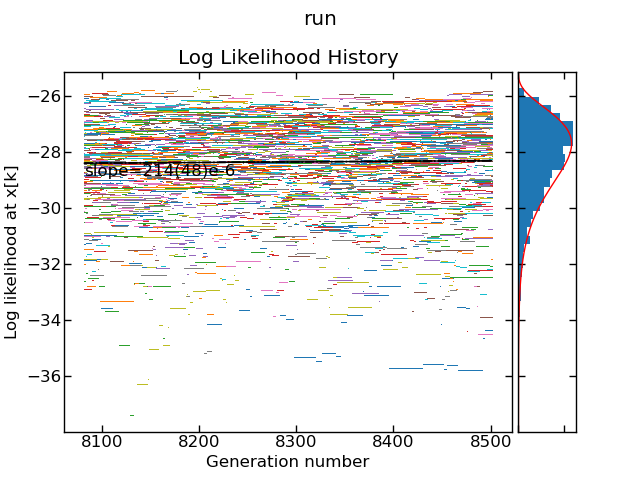 run
Log Likelihood History
Log likelihood at x[k]
−26
−28
−30
−32
−34
−36
slope=214(48)e-6
8100
8200
8300
8400
8500
Generation number